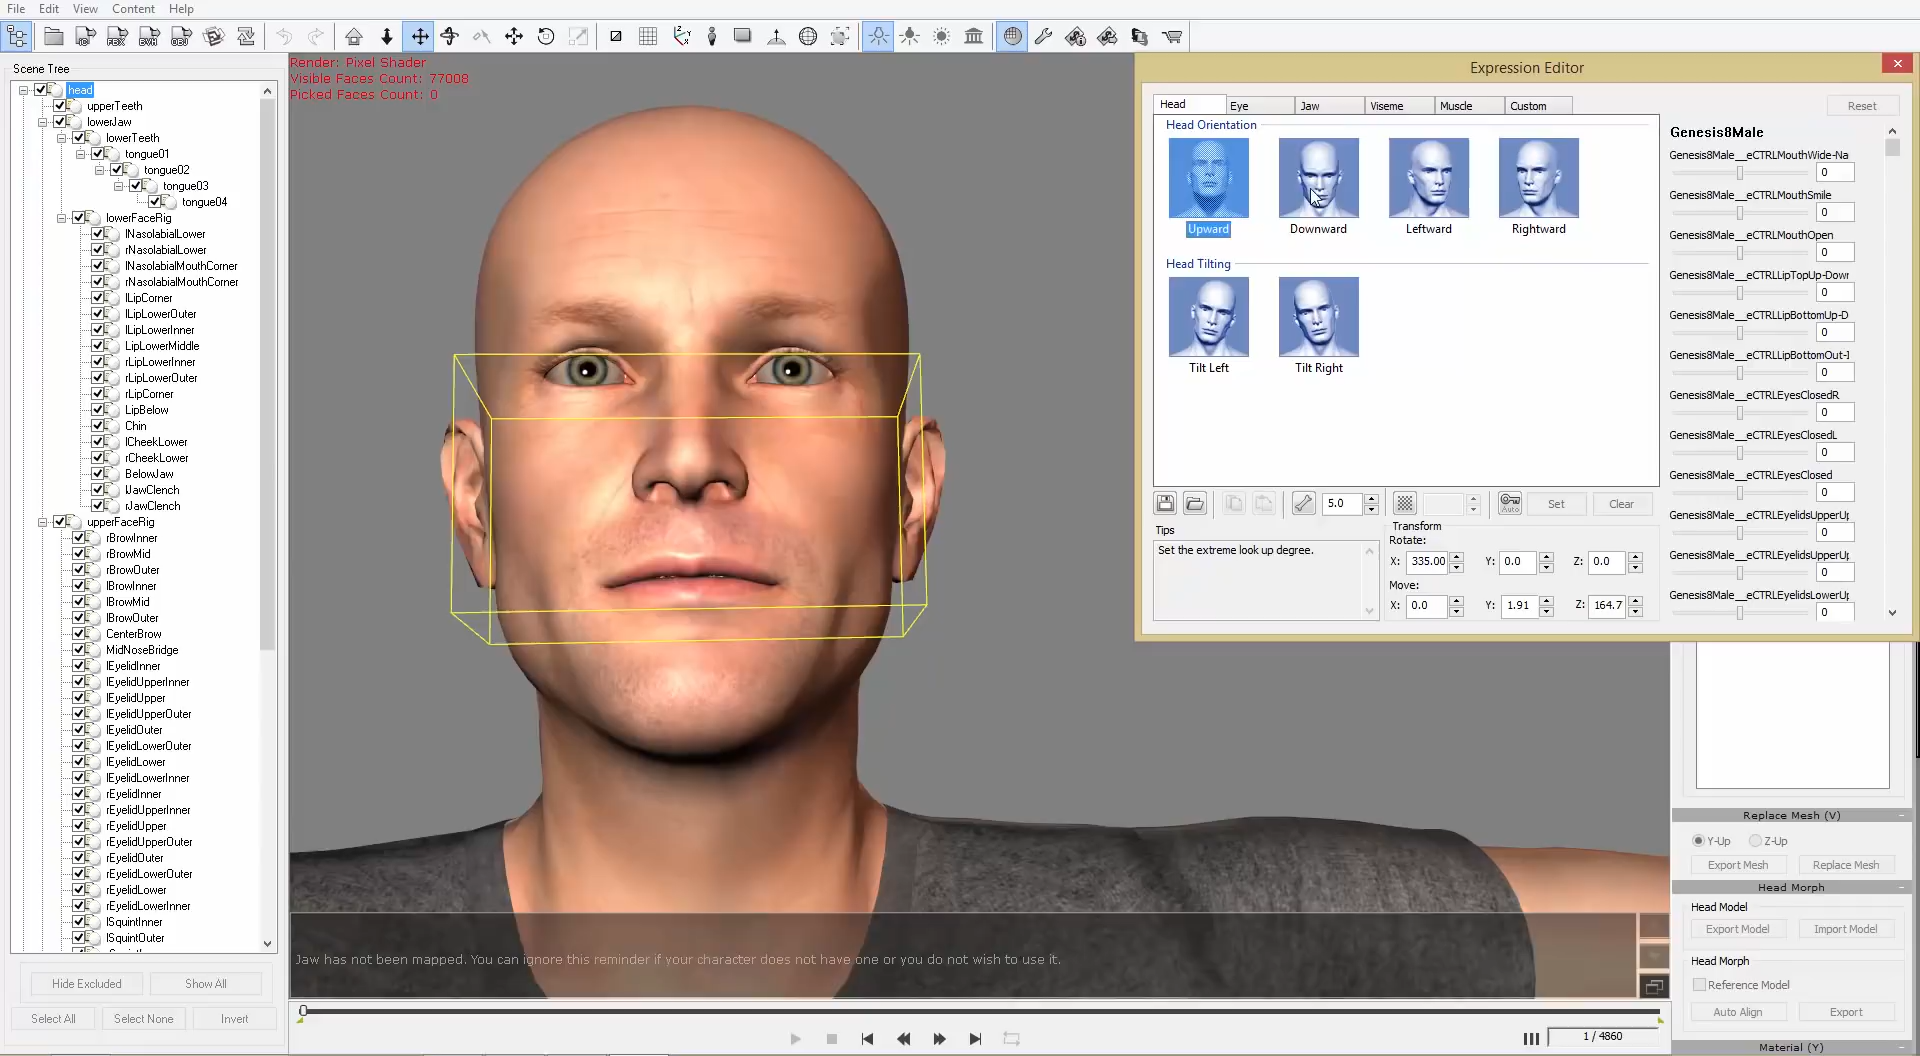 File Edit View Content Help
Scene Tree
head
upperTeeth
lowerJaw
lowerTeeth
tongue01
tongue02
tongue03
tongue04
lowerFaceRig
lNasolabialLower
rNasolabialLower
lNasolabialMouthCorner
rNasolabialMouthCorner
lLipCorner
lLipLowerOuter
lLipLowerInner
LipLowerMiddle
rLipLowerInner
rLipLowerOuter
rLipCorner
LipBelow
Chin
lCheekLower
rCheekLower
BelowJaw
lJawClench
rJawClench
upperFaceRig
rBrowInner
rBrowMid
rBrowOuter
lBrowInner
lBrowMid
lBrowOuter
CenterBrow
MidNoseBridge
lEyelidInner
lEyelidUpperInner
lEyelidUpper
lEyelidUpperOuter
lEyelidOuter
lEyelidLowerOuter
lEyelidLower
lEyelidLowerInner
rEyelidInner
rEyelidUpperInner
rEyelidUpper
rEyelidUpperOuter
rEyelidOuter
rEyelidLowerOuter
rEyelidLower
rEyelidLowerInner
lSquintInner
lSquintOuter
Hide Excluded Show All
Select All Select None Invert
Render: Pixel Shader
Visible Faces Count: 77008
Picked Faces Count: 0
Jaw has not been mapped. You can ignore this reminder if your character does not have one or you do not wish to use it.
1 / 4860
Expression Editor
Head Eye Jaw Viseme Muscle Custom
Reset
Head Orientation
Upward Downward Leftward Rightward
Head Tilting
Tilt Left Tilt Right
5.0 Auto Set Clear
Tips
Set the extreme look up degree.
Transform
Rotate:
X: 335.00 Y: 0.0 Z: 0.0
Move:
X: 0.0 Y: 1.91 Z: 164.7
Genesis8Male
Genesis8Male__eCTRLMouthWide-Na
0
Genesis8Male__eCTRLMouthSmile
0
Genesis8Male__eCTRLMouthOpen
0
Genesis8Male__eCTRLLipTopUp-Dowr
0
Genesis8Male__eCTRLLipBottomUp-D
0
Genesis8Male__eCTRLLipBottomOut-I
0
Genesis8Male__eCTRLEyesClosedR
0
Genesis8Male__eCTRLEyesClosedL
0
Genesis8Male__eCTRLEyesClosed
0
Genesis8Male__eCTRLEyelidsUpperU
0
Genesis8Male__eCTRLEyelidsUpperU
0
Genesis8Male__eCTRLEyelidsLowerU
0
Replace Mesh (V)
Y-Up Z-Up
Export Mesh Replace Mesh
Head Morph
Head Model
Export Model Import Model
Head Morph
Reference Model
Auto Align Export
Material (Y)